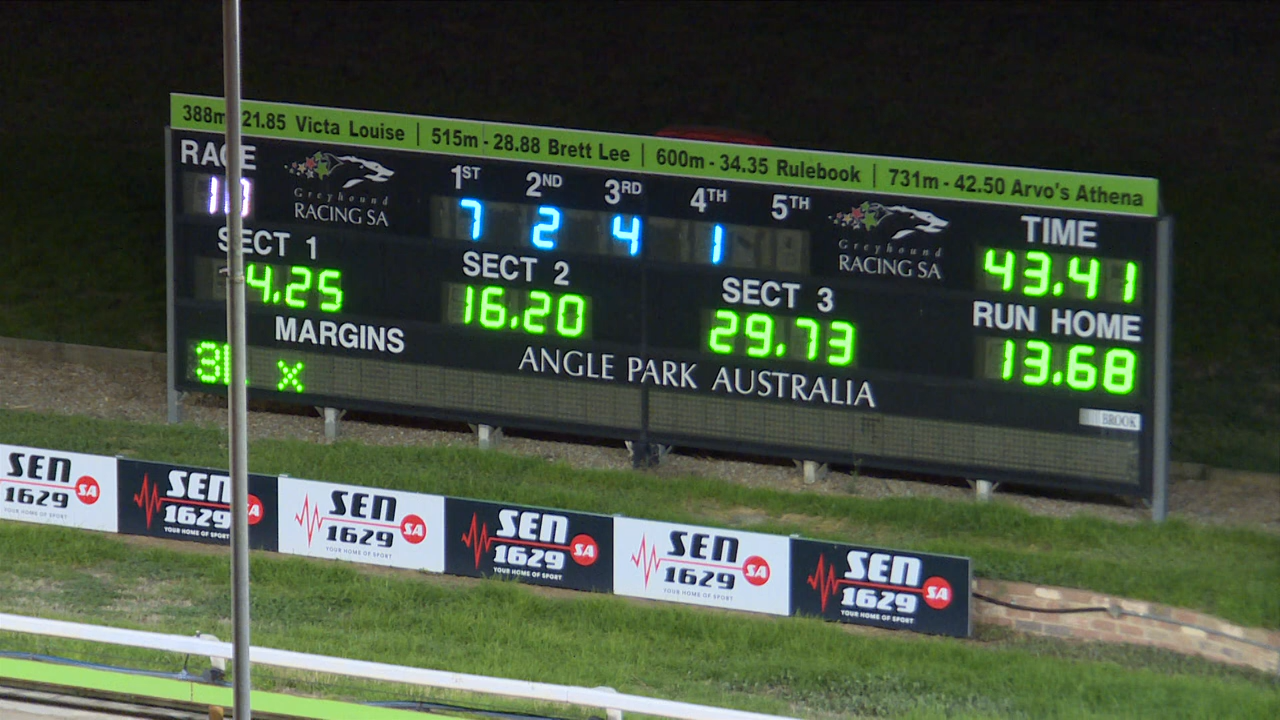 388m 21.85 Victa Louise | 515m - 28.88 Brett Lee | 600m - 34.35 Rulebook | 731m - 42.50 Arvo's Athena
RACE
Greyhound
RACING SA
1ST 2ND 3RD 4TH 5TH
7 2 4 1
Greyhound
RACING SA
TIME
43.41
SECT 1
4.25
SECT 2
16.20
SECT 3
29.73
RUN HOME
13.68
MARGINS
x
ANGLE PARK AUSTRALIA
BROOK
SEN
1629 SA
YOUR HOME OF SPORT
SEN
1629
YOUR HOME OF SPORT
SEN
1629 SA
YOUR HOME OF SPORT
SEN
1629 SA
YOUR HOME OF SPORT
SEN
1629 SA
YOUR HOME OF SPORT
SEN
1629 SA
YOUR HOME OF SPORT